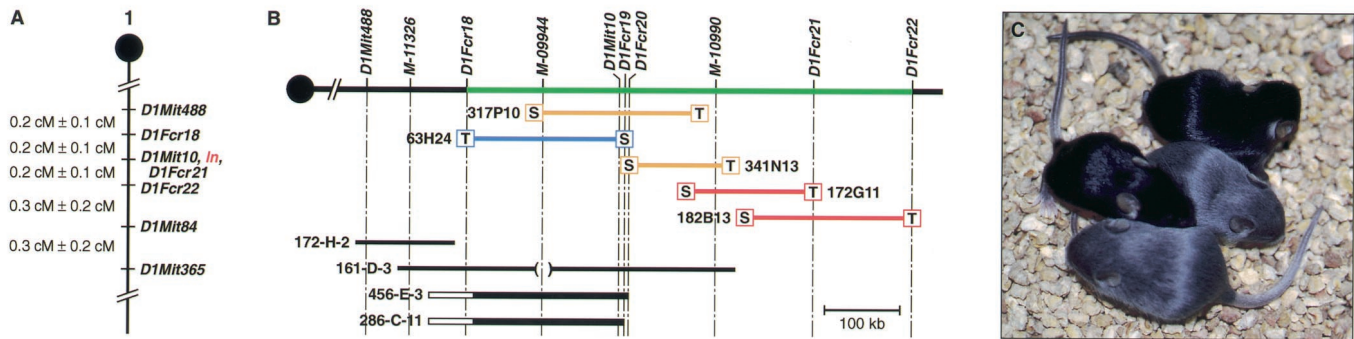 A
1
D1Mit488
0.2 cM ± 0.1 cM
D1Fcr18
0.2 cM ± 0.1 cM
D1Mit10, ln,
D1Fcr21
0.2 cM ± 0.1 cM
D1Fcr22
0.3 cM ± 0.2 cM
D1Mit84
0.3 cM ± 0.2 cM
D1Mit365
B
D1Mit488
M-11326
D1Fcr18
M-09944
D1Mit10
D1Fcr19
D1Fcr20
M-10990
D1Fcr21
D1Fcr22
317P10 S T
63H24 T S
S T 341N13
S T 172G11
182B13 S T
172-H-2
161-D-3 ( )
456-E-3
286-C-11
100 kb
C